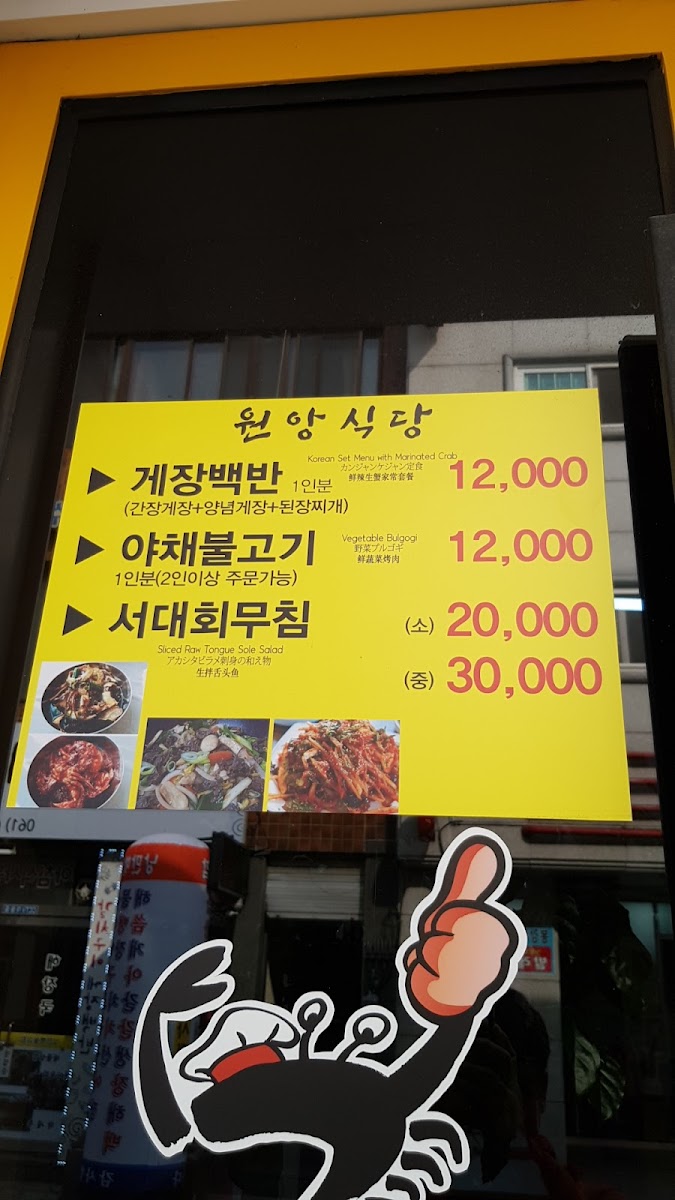 원앙식당
▶ 게장백반 1인분 12,000
Korean Set Menu with Marinated Crab
カンジャンケジャン定食
鲜辣生蟹家常套餐
(간장게장+양념게장+된장찌개)
▶ 야채불고기 12,000
Vegetable Bulgogi
野菜プルゴギ
鲜蔬菜烤肉
1인분(2인이상 주문가능)
▶ 서대회무침 (소) 20,000
Sliced Raw Tongue Sole Salad
アカシタビラメ刺身の和え物
生拌舌头鱼
(중) 30,000
061)